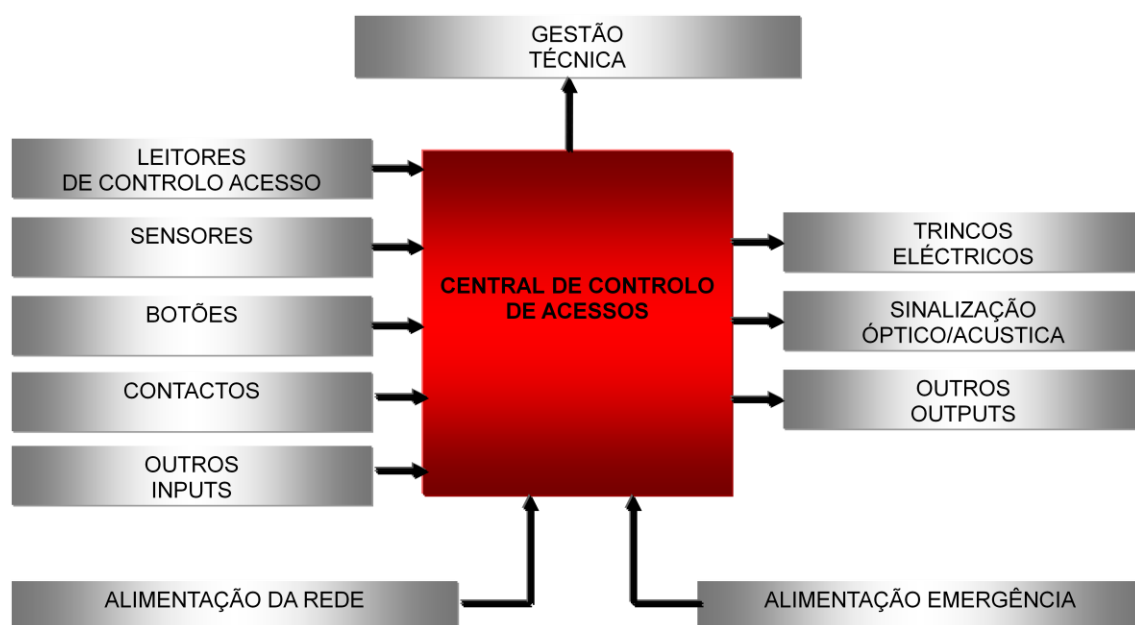 GESTÃO
TÉCNICA
LEITORES
DE CONTROLO ACESSO
SENSORES
BOTÕES
CONTACTOS
OUTROS
INPUTS
CENTRAL DE CONTROLO
DE ACESSOS
TRINCOS
ELÉCTRICOS
SINALIZAÇÃO
ÓPTICO/ACUSTICA
OUTROS
OUTPUTS
ALIMENTAÇÃO DA REDE
ALIMENTAÇÃO EMERGÊNCIA